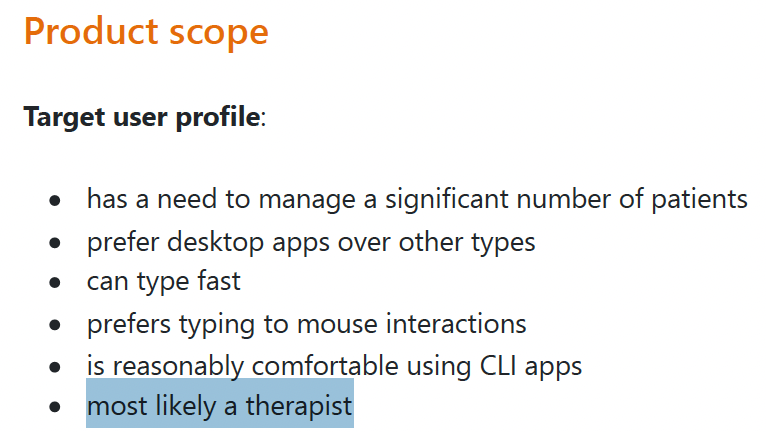 Product scope
Target user profile:
• has a need to manage a significant number of patients
• prefer desktop apps over other types
• can type fast
• prefers typing to mouse interactions
• is reasonably comfortable using CLI apps
• most likely a therapist